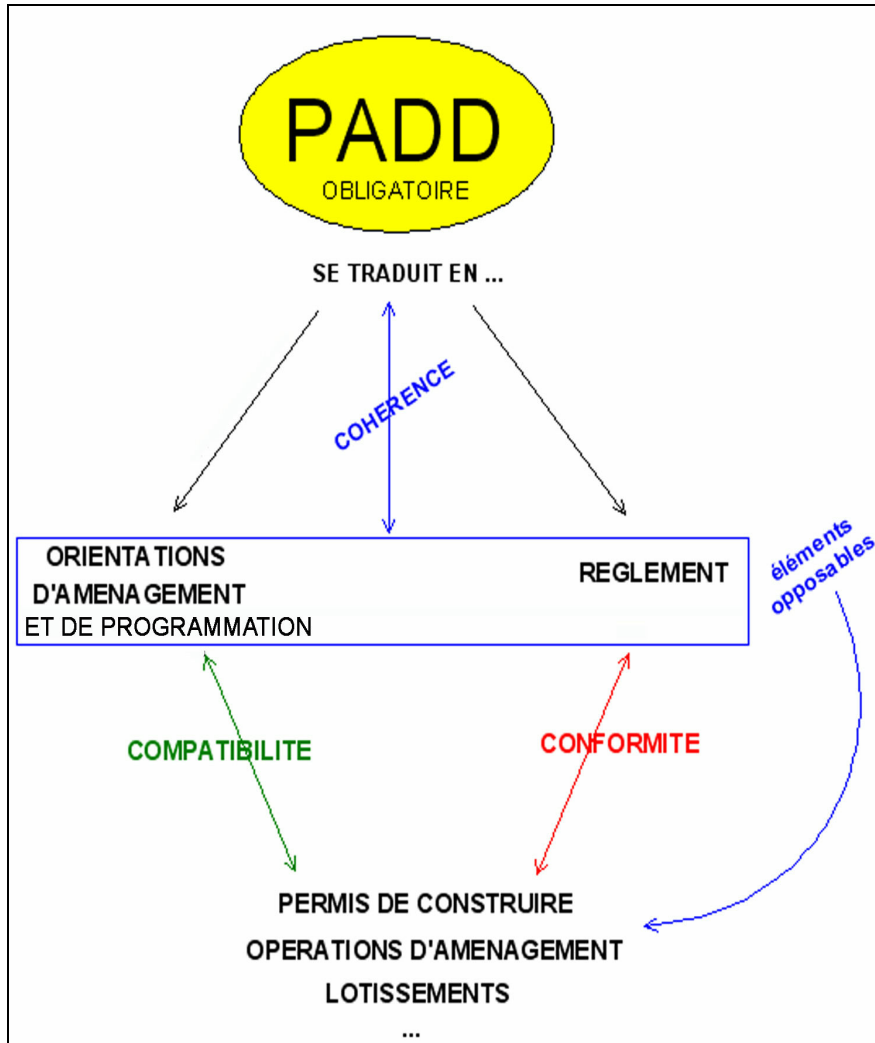 PADD
OBLIGATOIRE
SE TRADUIT EN ...
COHERENCE
ORIENTATIONS
D'AMENAGEMENT
ET DE PROGRAMMATION
REGLEMENT
éléments
opposables
COMPATIBILITE
CONFORMITE
PERMIS DE CONSTRUIRE
OPERATIONS D'AMENAGEMENT
LOTISSEMENTS
...